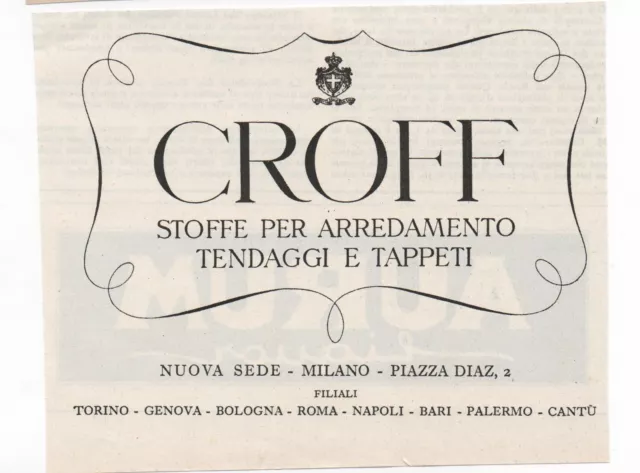 CROFF
STOFFE PER ARREDAMENTO
TENDAGGI E TAPPETI
NUOVA SEDE - MILANO - PIAZZA DIAZ, 2
FILIALI
TORINO - GENOVA - BOLOGNA - ROMA - NAPOLI - BARI - PALERMO - CANTÙ